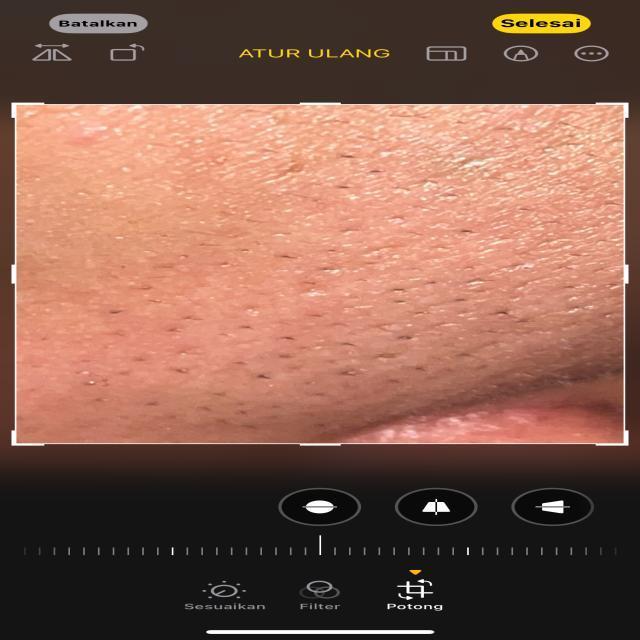 Batalkan
Selesai
ATUR ULANG
Sesuaikan
Filter
Potong